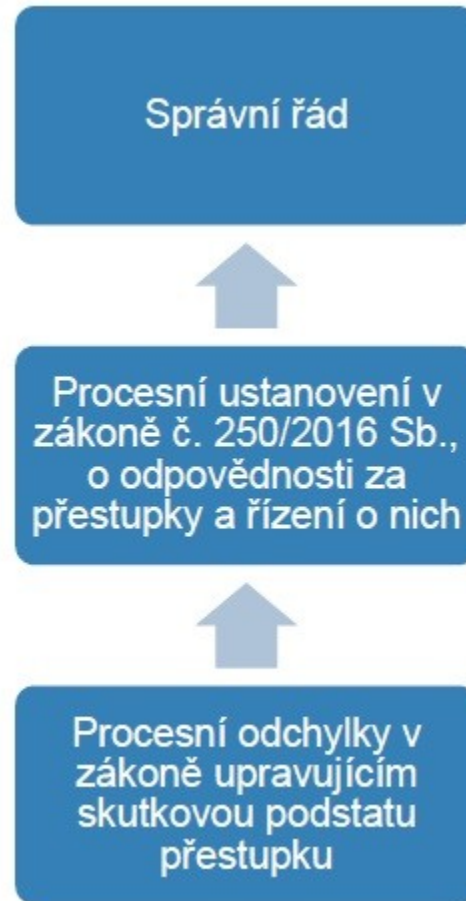 Správní řád
Procesní ustanovení v
zákoně č. 250/2016 Sb.,
o odpovědnosti za
přestupky a řízení o nich
Procesní odchylky v
zákoně upravujícím
skutkovou podstatu
přestupku